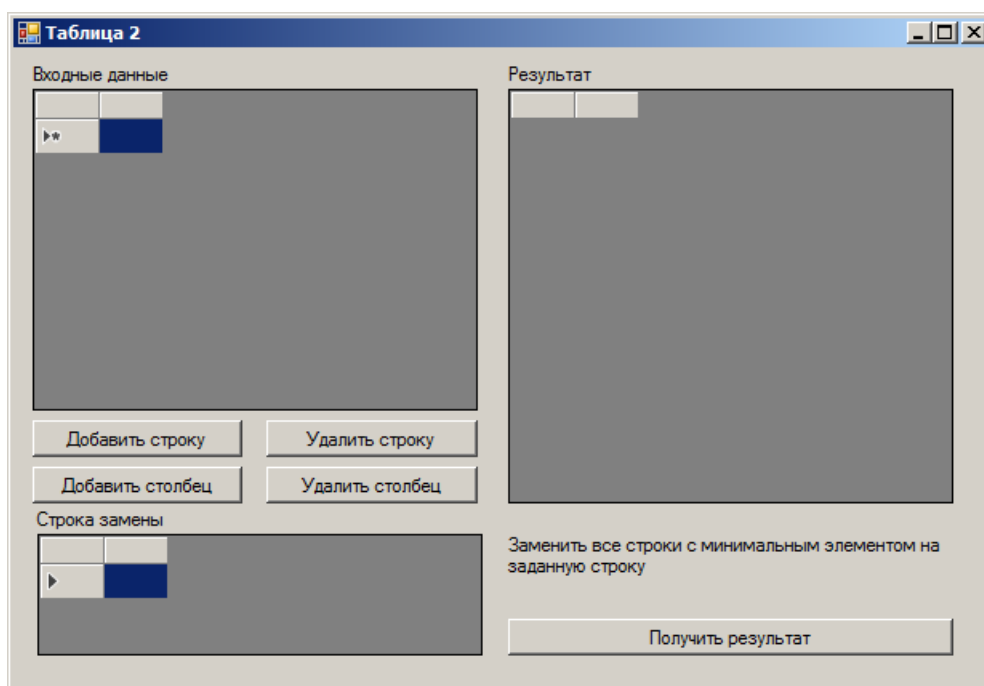 Таблица 2
Входные данные
Результат
Добавить строку
Удалить строку
Добавить столбец
Удалить столбец
Строка замены
Заменить все строки с минимальным элементом на
заданную строку
Получить результат